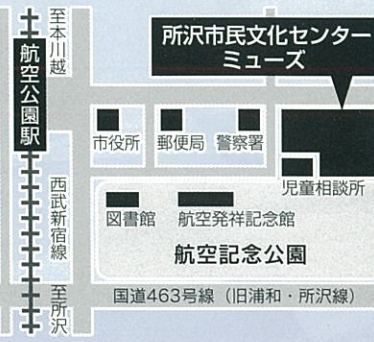 至本川越
航空公園駅
西武新宿線
至所沢
所沢市民文化センター
ミューズ
市役所
郵便局
警察署
児童相談所
図書館
航空発祥記念館
航空記念公園
国道463号線（旧浦和・所沢線）